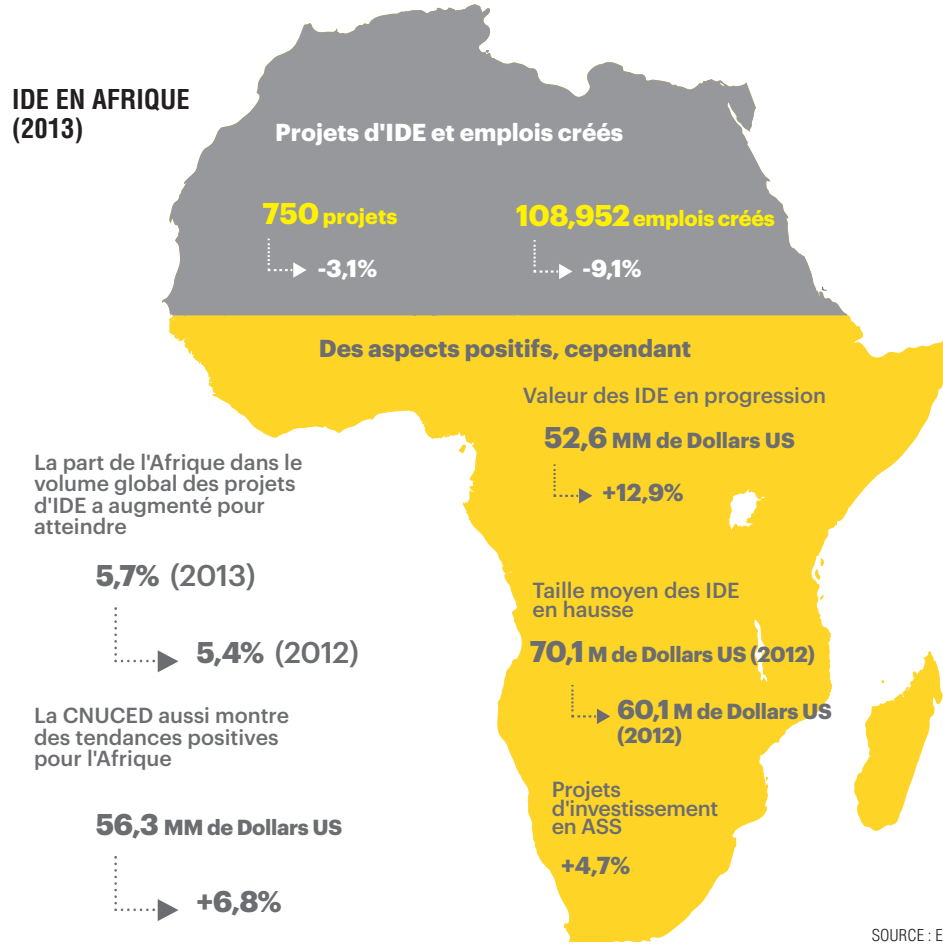 IDE EN AFRIQUE
(2013)
Projets d'IDE et emplois créés
750 projets
-3,1%
108,952 emplois créés
-9,1%
Des aspects positifs, cependant
Valeur des IDE en progression
52,6 MM de Dollars US
+12,9%
Taille moyen des IDE
en hausse
70,1 M de Dollars US (2012)
60,1 M de Dollars US
(2012)
Projets
d'investissement
en ASS
+4,7%
La part de l'Afrique dans le
volume global des projets
d'IDE a augmenté pour
atteindre
5,7% (2013)
5,4% (2012)
La CNUCED aussi montre
des tendances positives
pour l'Afrique
56,3 MM de Dollars US
+6,8%
SOURCE : E